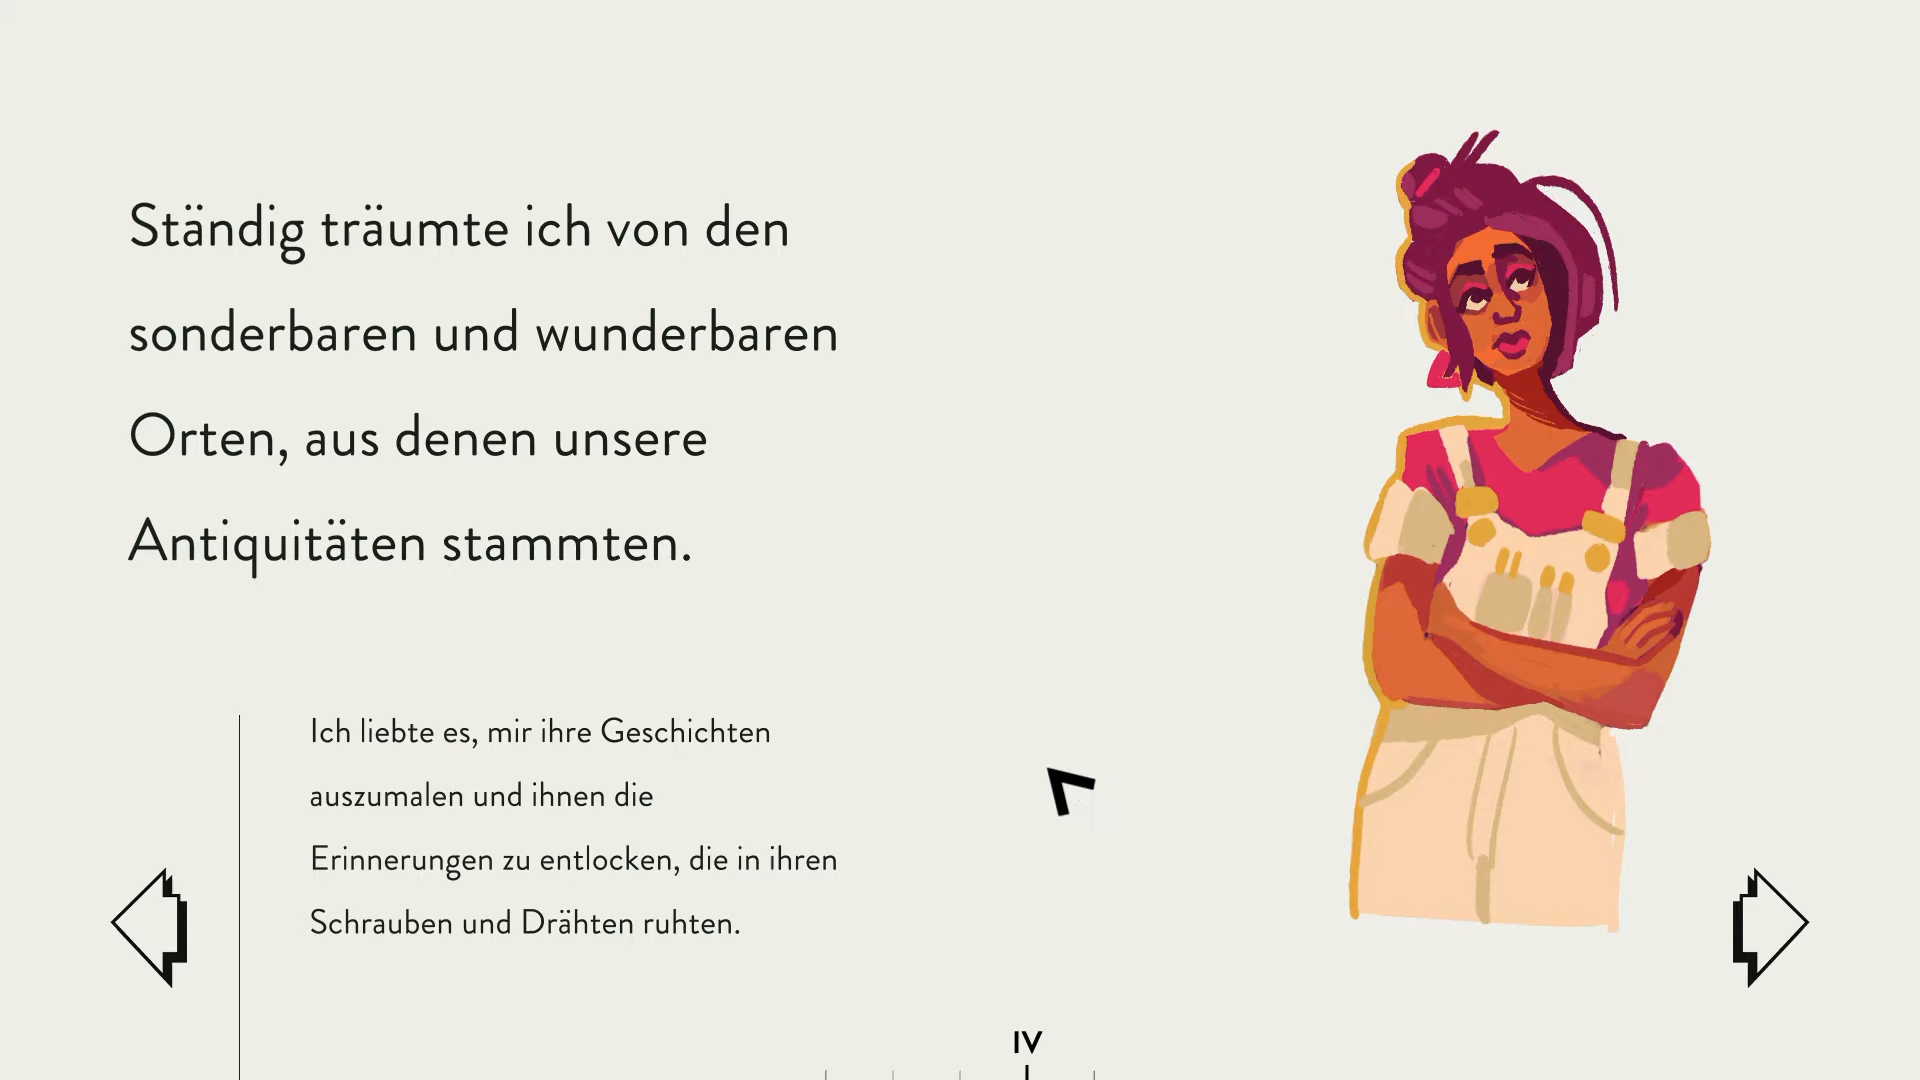 Ständig träumte ich von den
sonderbaren und wunderbaren
Orten, aus denen unsere
Antiquitäten stammten.
Ich liebte es, mir ihre Geschichten
auszumalen und ihnen die
Erinnerungen zu entlocken, die in ihren
Schrauben und Drähten ruhten.
IV